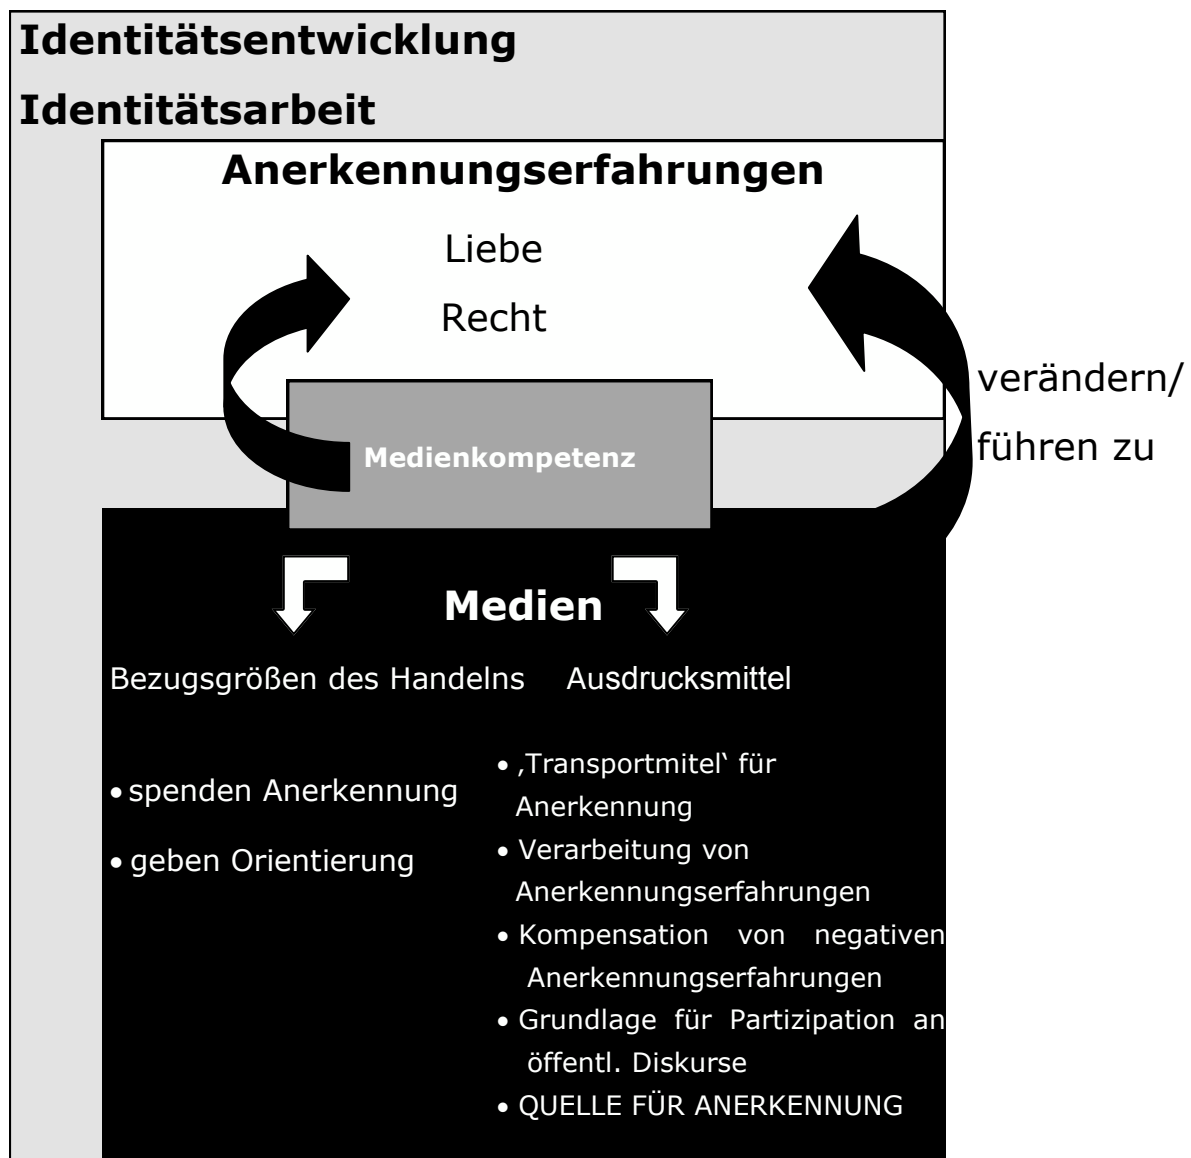 Identitätsentwicklung
Identitätsarbeit
Anerkennungserfahrungen
Liebe
Recht
verändern/
führen zu
Medienkompetenz
Medien
Bezugsgrößen des Handelns
• spenden Anerkennung
• geben Orientierung
Ausdrucksmittel
• ‚Transportmitel‘ für
Anerkennung
• Verarbeitung von
Anerkennungserfahrungen
• Kompensation von negativen
Anerkennungserfahrungen
• Grundlage für Partizipation an
öffentl. Diskurse
• QUELLE FÜR ANERKENNUNG